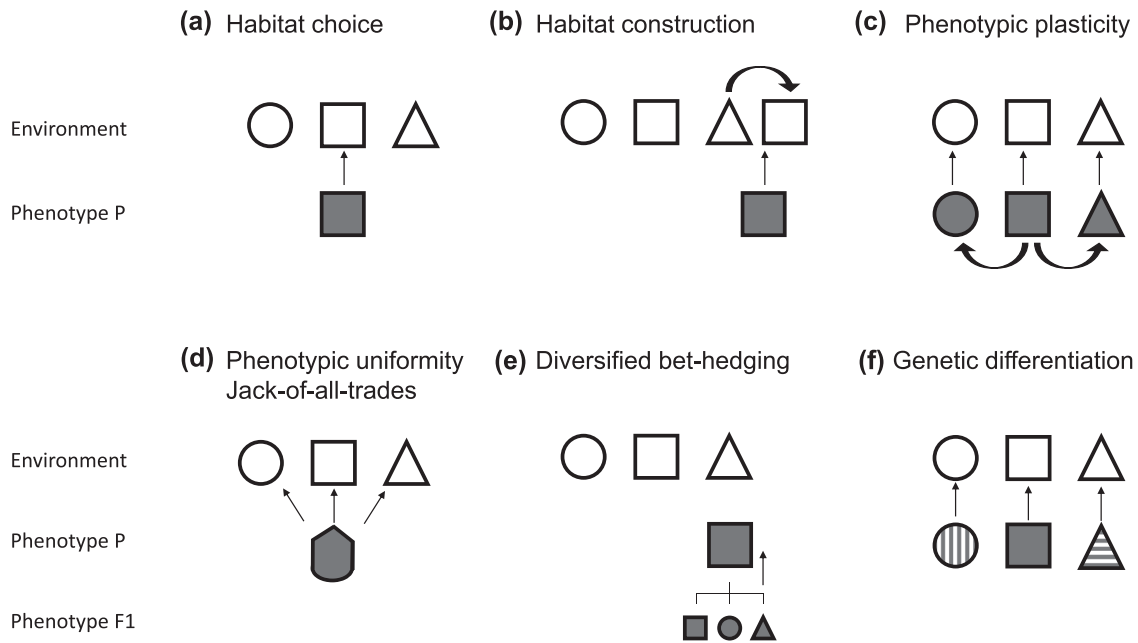 (a) Habitat choice
(b) Habitat construction
(c) Phenotypic plasticity
Environment
Phenotype P
(d) Phenotypic uniformity
Jack-of-all-trades
(e) Diversified bet-hedging
(f) Genetic differentiation
Environment
Phenotype P
Phenotype F1